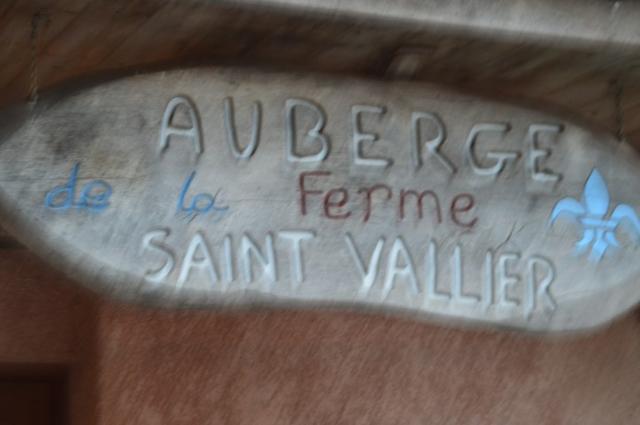 AUBERGE
de la Ferme
SAINT VALLIER